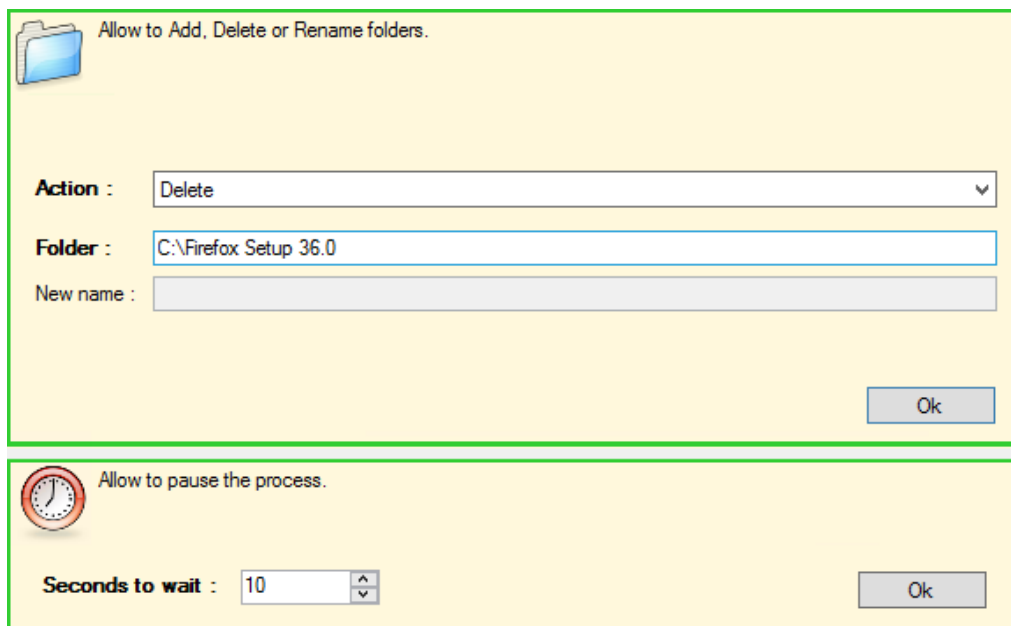 Allow to Add, Delete or Rename folders.
Action :
Delete
Folder :
C:\Firefox Setup 36.0
New name :
Ok
Allow to pause the process.
Seconds to wait :
10
Ok